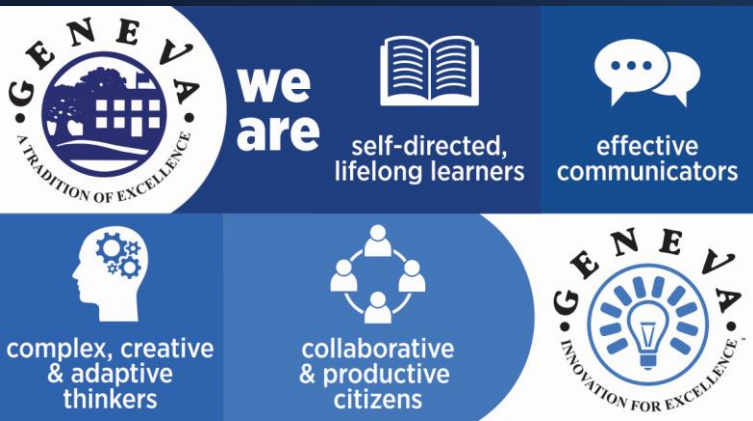 GENEVA
• A TRADITION OF EXCELLENCE •
we
are
self-directed,
lifelong learners
effective
communicators
complex, creative
& adaptive
thinkers
collaborative
& productive
citizens
GENEVA
• INNOVATION FOR EXCELLENCE •